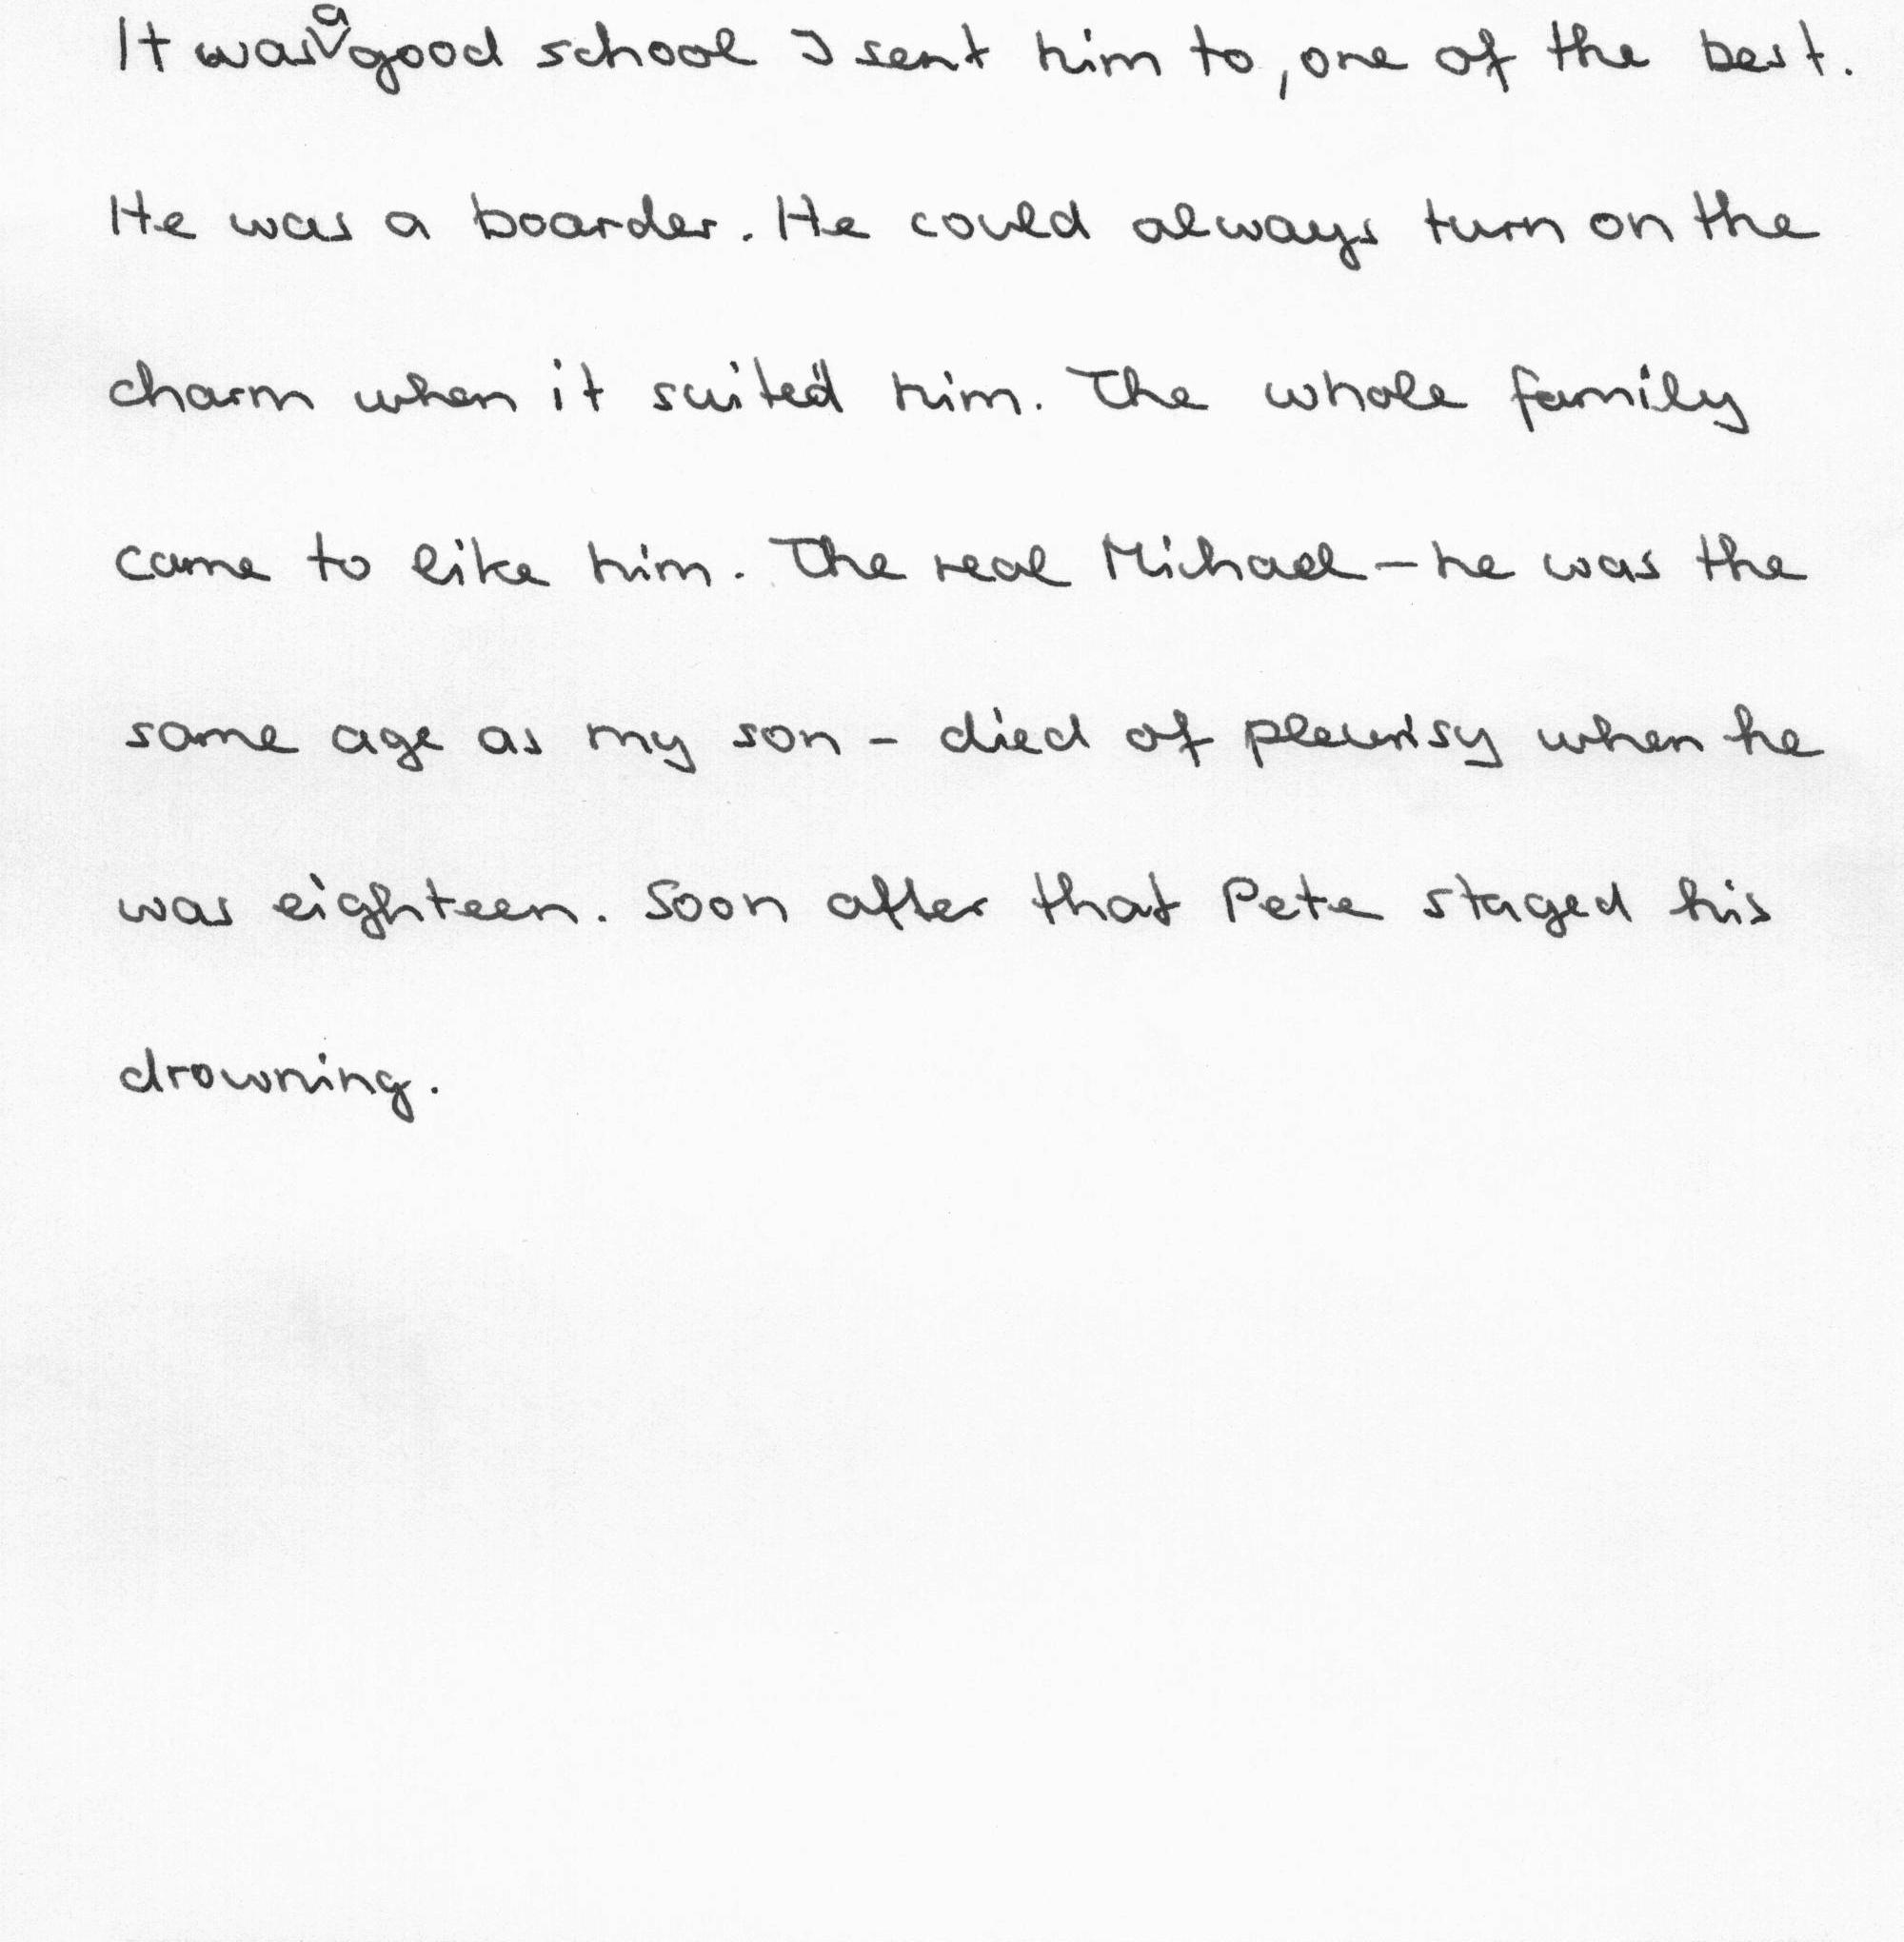 It was a good school I sent him to, one of the best.
He was a boarder. He could always turn on the
charm when it suited him. The whole family
came to like him. The real Michael - he was the
same age as my son - died of pleurisy when he
was eighteen. Soon after that Pete staged his
drowning.